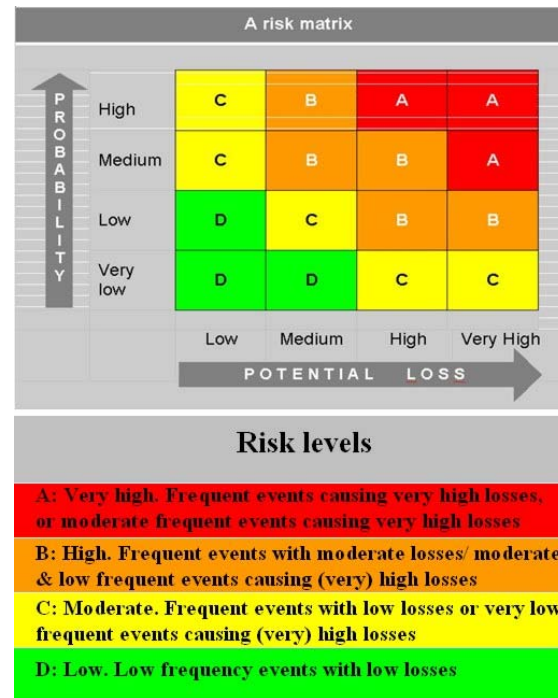 A risk matrix
PROBABILITY
High C B A A
Medium C B B A
Low D C B B
Very
low D D C C
Low Medium High Very High
POTENTIAL LOSS
Risk levels
A: Very high. Frequent events causing very high losses,
or moderate frequent events causing very high losses
B: High. Frequent events with moderate losses/ moderate
& low frequent events causing (very) high losses
C: Moderate. Frequent events with low losses or very low
frequent events causing (very) high losses
D: Low. Low frequency events with low losses